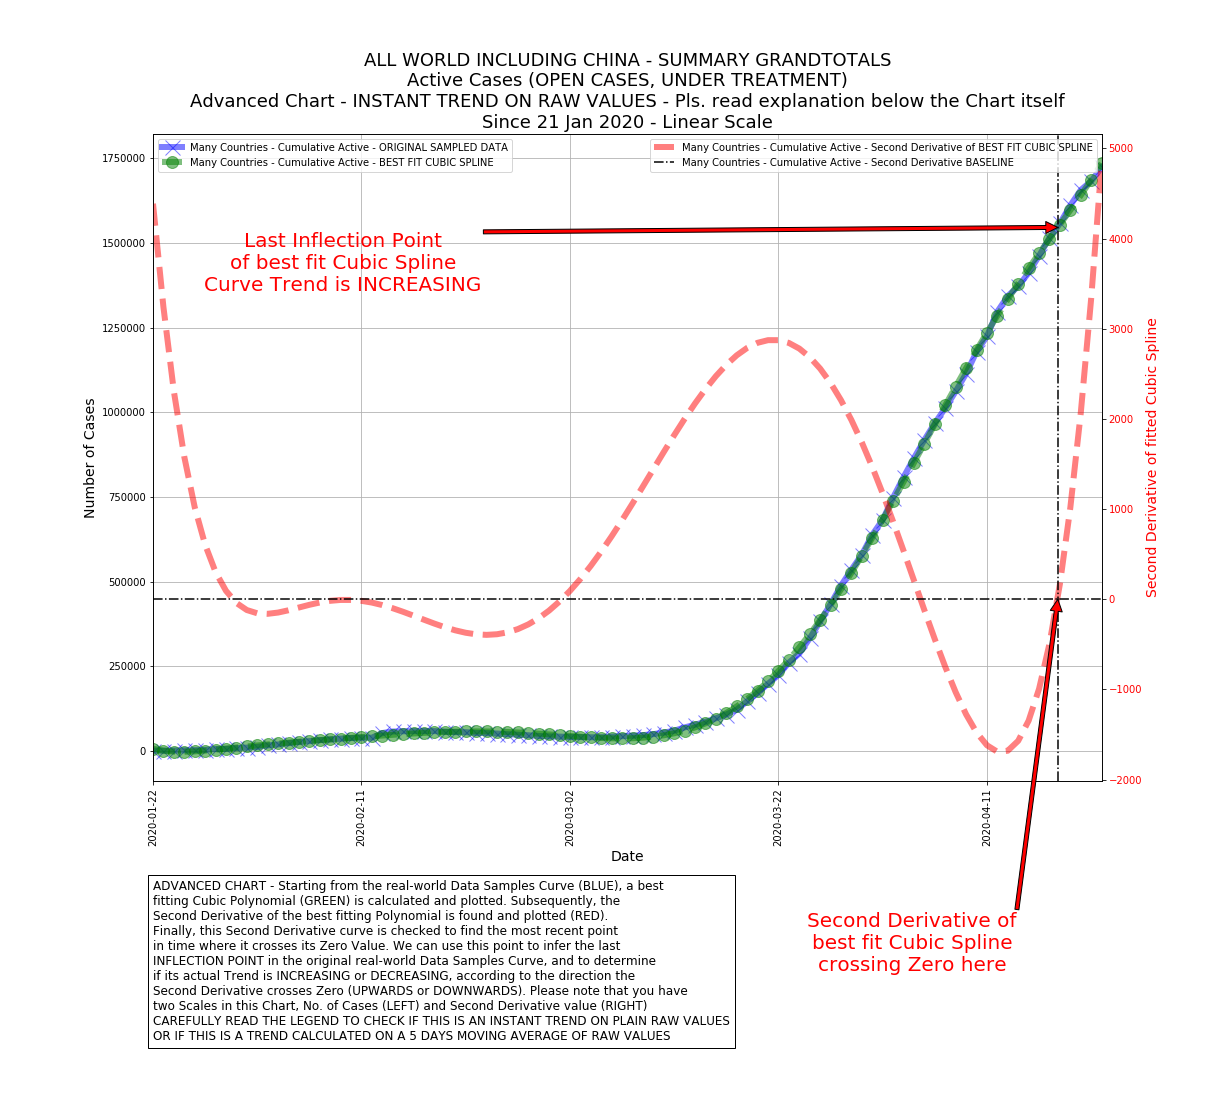 ALL WORLD INCLUDING CHINA - SUMMARY GRANDTOTALS
Active Cases (OPEN CASES, UNDER TREATMENT)
Advanced Chart - INSTANT TREND ON RAW VALUES - Pls. read explanation below the Chart itself
Since 21 Jan 2020 - Linear Scale
Many Countries - Cumulative Active - ORIGINAL SAMPLED DATA
Many Countries - Cumulative Active - BEST FIT CUBIC SPLINE
Many Countries - Cumulative Active - Second Derivative of BEST FIT CUBIC SPLINE
Many Countries - Cumulative Active - Second Derivative BASELINE
Last Inflection Point
of best fit Cubic Spline
Curve Trend is INCREASING
Number of Cases
1750000
1500000
1250000
1000000
750000
500000
250000
0
5000
4000
3000
2000
1000
0
−1000
−2000
Second Derivative of fitted Cubic Spline
2020-01-22
2020-02-11
2020-03-02
2020-03-22
2020-04-11
Date
ADVANCED CHART - Starting from the real-world Data Samples Curve (BLUE), a best
fitting Cubic Polynomial (GREEN) is calculated and plotted. Subsequently, the
Second Derivative of the best fitting Polynomial is found and plotted (RED).
Finally, this Second Derivative curve is checked to find the most recent point
in time where it crosses its Zero Value. We can use this point to infer the last
INFLECTION POINT in the original real-world Data Samples Curve, and to determine
if its actual Trend is INCREASING or DECREASING, according to the direction the
Second Derivative crosses Zero (UPWARDS or DOWNWARDS). Please note that you have
two Scales in this Chart, No. of Cases (LEFT) and Second Derivative value (RIGHT)
CAREFULLY READ THE LEGEND TO CHECK IF THIS IS AN INSTANT TREND ON PLAIN RAW VALUES
OR IF THIS IS A TREND CALCULATED ON A 5 DAYS MOVING AVERAGE OF RAW VALUES
Second Derivative of
best fit Cubic Spline
crossing Zero here